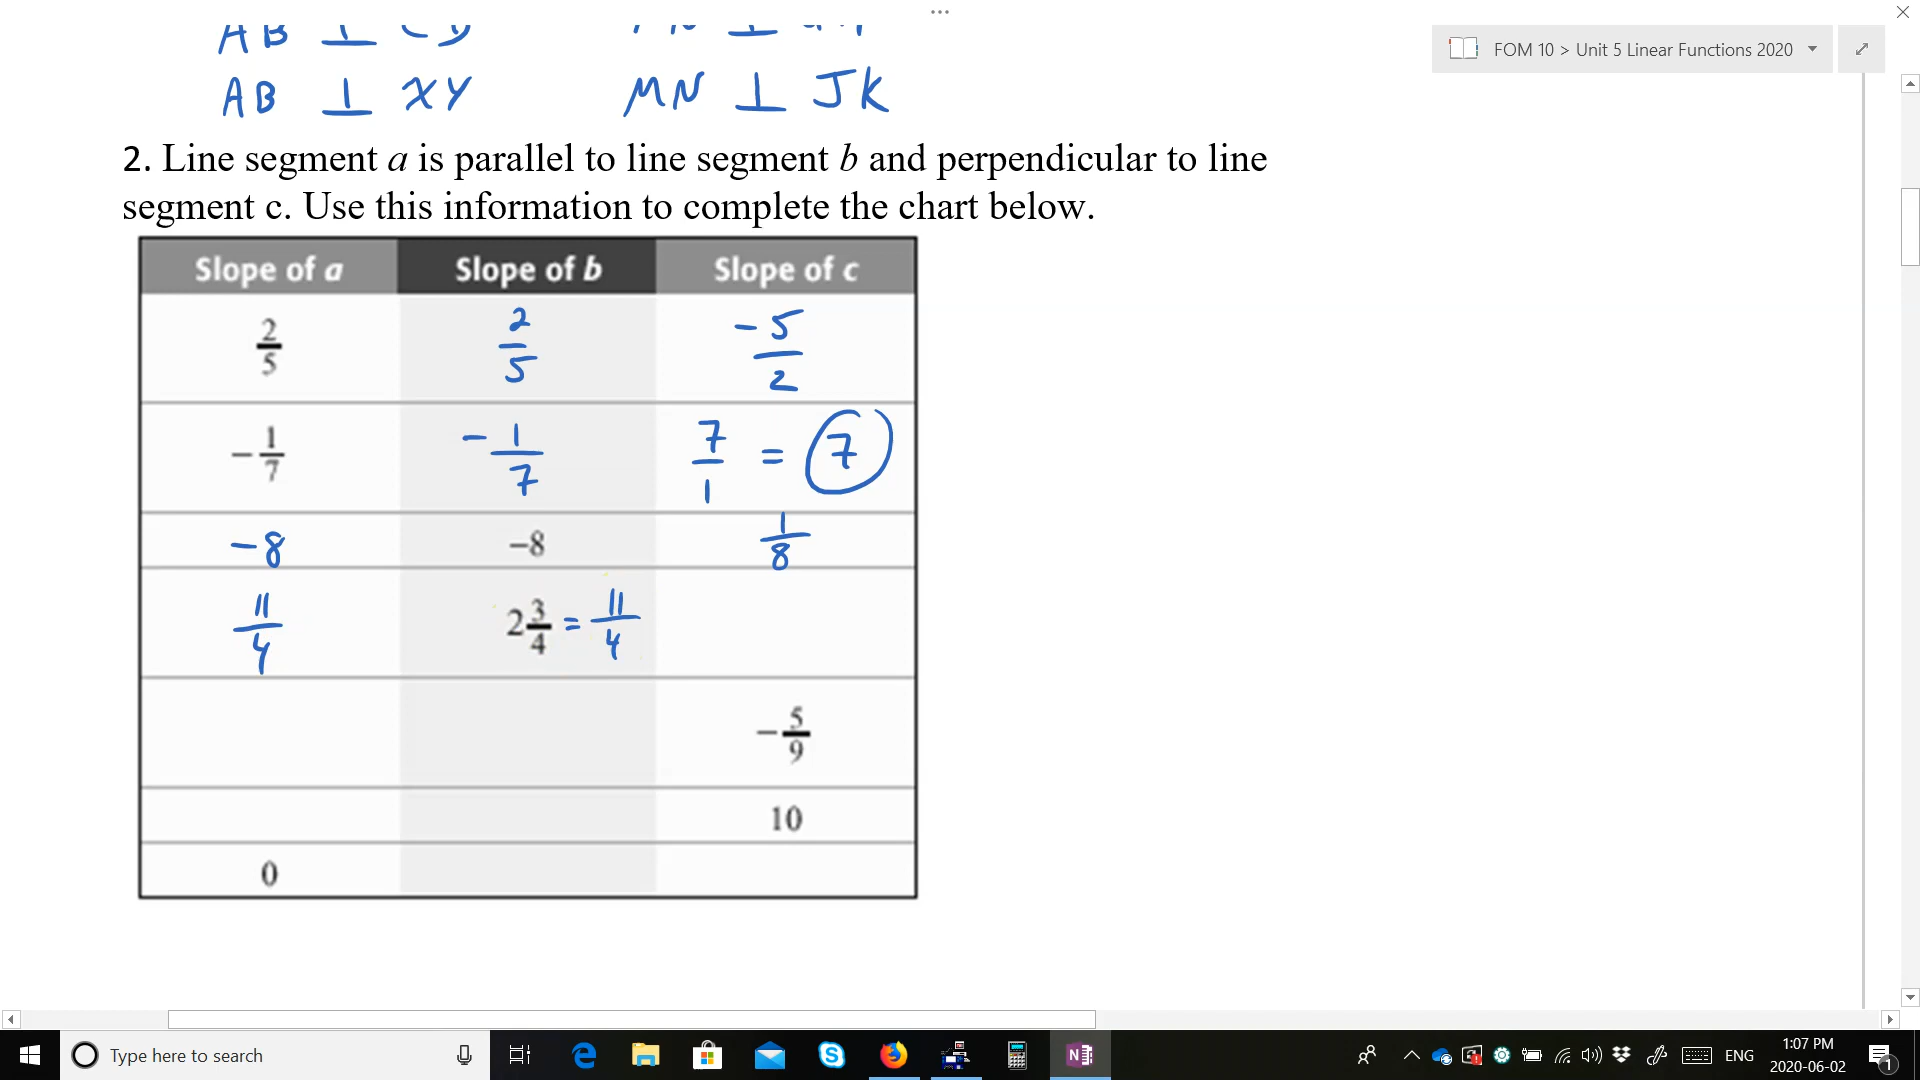 AB ⊥
FOM 10 > Unit 5 Linear Functions 2020
AB ⊥ XY MN ⊥ JK
2. Line segment a is parallel to line segment b and perpendicular to line
segment c. Use this information to complete the chart below.
Slope of a Slope of b Slope of c
2/5 2/5 -5/2
-1/7 -1/7 7/1 = 7
-8 -8 1/8
11/4 2 3/4 = 11/4
-5/9
10
0
Type here to search
ENG
1:07 PM
2020-06-02
1